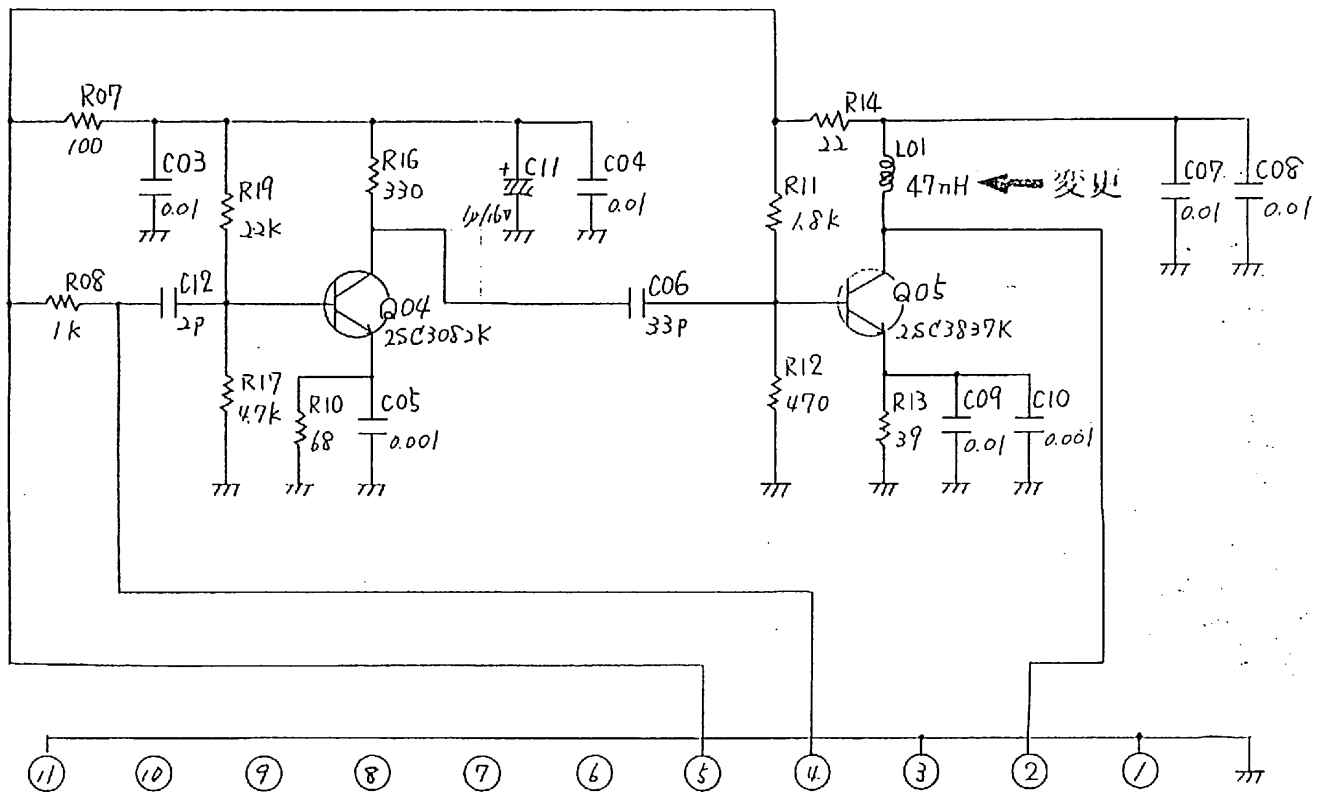 R07
100
C03
0.01
R19
22K
R16
330
+
C11
1μ/16V
C04
0.01
R14
22
L01
47nH
変更
R11
1.8K
C07
0.01
C08
0.01
R08
1K
C12
2P
Q04
2SC3082K
C06
33P
Q05
2SC3837K
R17
4.7K
R10
68
C05
0.001
R12
470
R13
39
C09
0.01
C10
0.001
⑪ ⑩ ⑨ ⑧ ⑦ ⑥ ⑤ ④ ③ ② ①